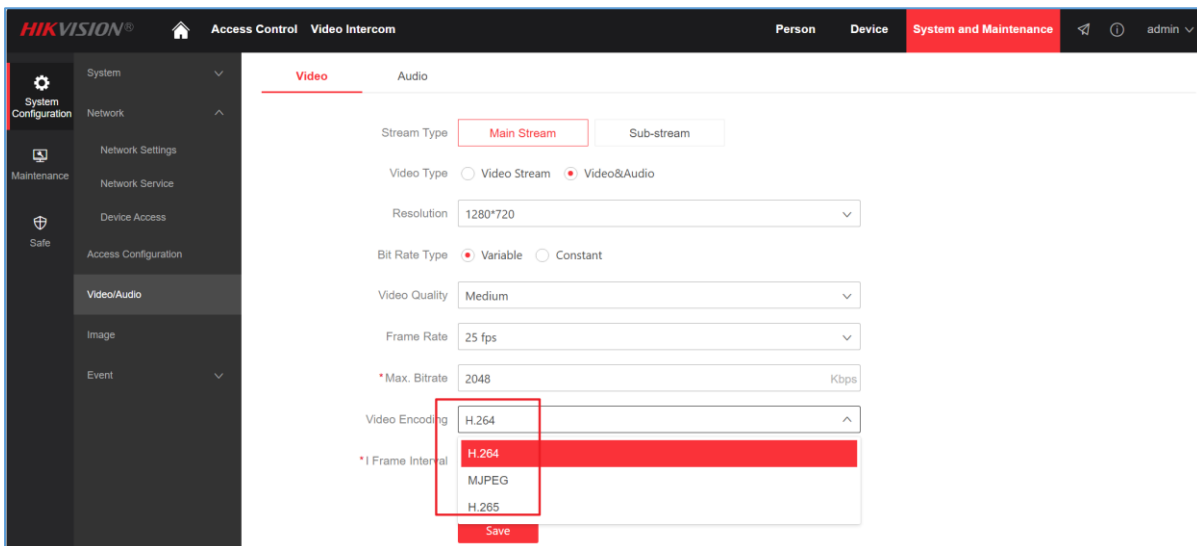 HIKVISION® Access Control Video Intercom Person Device System and Maintenance admin
System Configuration
Maintenance
Safe
System
Network
Network Settings
Network Service
Device Access
Access Configuration
Video/Audio
Image
Event
Video Audio
Stream Type Main Stream Sub-stream
Video Type Video Stream Video&Audio
Resolution 1280*720
Bit Rate Type Variable Constant
Video Quality Medium
Frame Rate 25 fps
*Max. Bitrate 2048 Kbps
Video Encoding H.264
*I Frame Interval H.264
MJPEG
H.265
Save